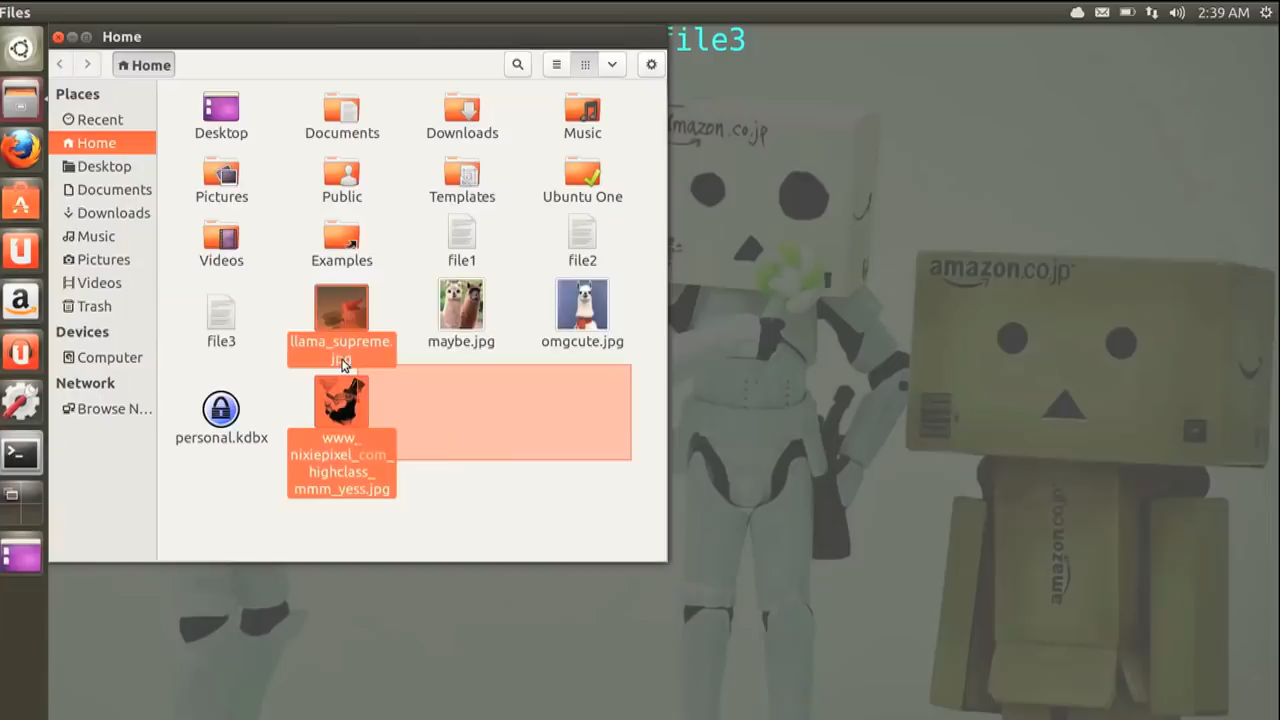 Files
2:39 AM
Home
file3
Home
Places
Recent
Home
Desktop
Documents
Downloads
Music
Pictures
Videos
Trash
Devices
Computer
Network
Browse N...
Desktop
Documents
Downloads
Music
Pictures
Public
Templates
Ubuntu One
Videos
Examples
file1
file2
file3
llama_supreme.
jpg
maybe.jpg
omgcute.jpg
personal.kdbx
www_
nixiepixel_com_
highclass_
mmm_yess.jpg
amazon.co.jp
amazon.co.jp
amazon.co.jp